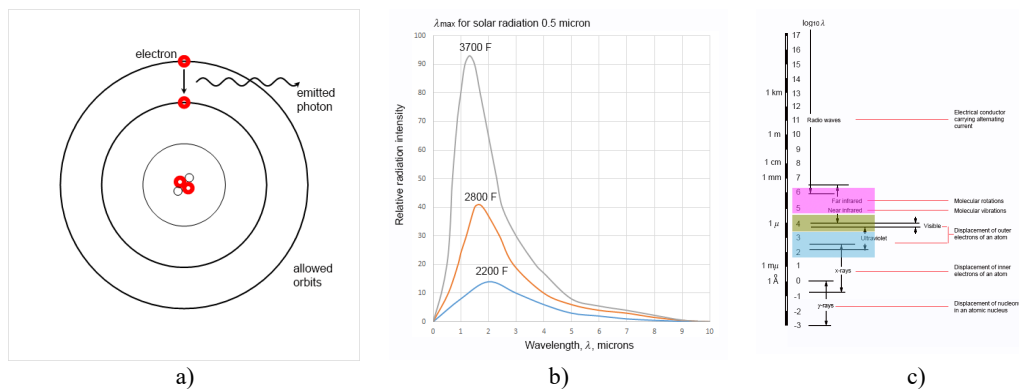 electron
emitted
photon
allowed
orbits
a)
λmax for solar radiation 0.5 micron
100
90
80
70
60
50
40
30
20
10
0
3700 F
2800 F
2200 F
Relative radiation intensity
0 1 2 3 4 5 6 7 8 9 10
Wavelength, λ, microns
b)
log10 λ
17
16
15
14
1 km 13
12
11 Radio waves
Electrical conductor
carrying alternating
current
1 m 10
9
1 cm 8
1 mm 7
6 Far infrared Molecular rotations
5 Near infrared Molecular vibrations
1 μ 4 Visible
3 Ultraviolet
Displacement of outer
electrons of an atom
2
1 mμ 1 x-rays
Displacement of inner
electrons of an atom
1 Å 0
-1
-2 γ-rays
Displacement of nucleons
in an atomic nucleus
-3
c)